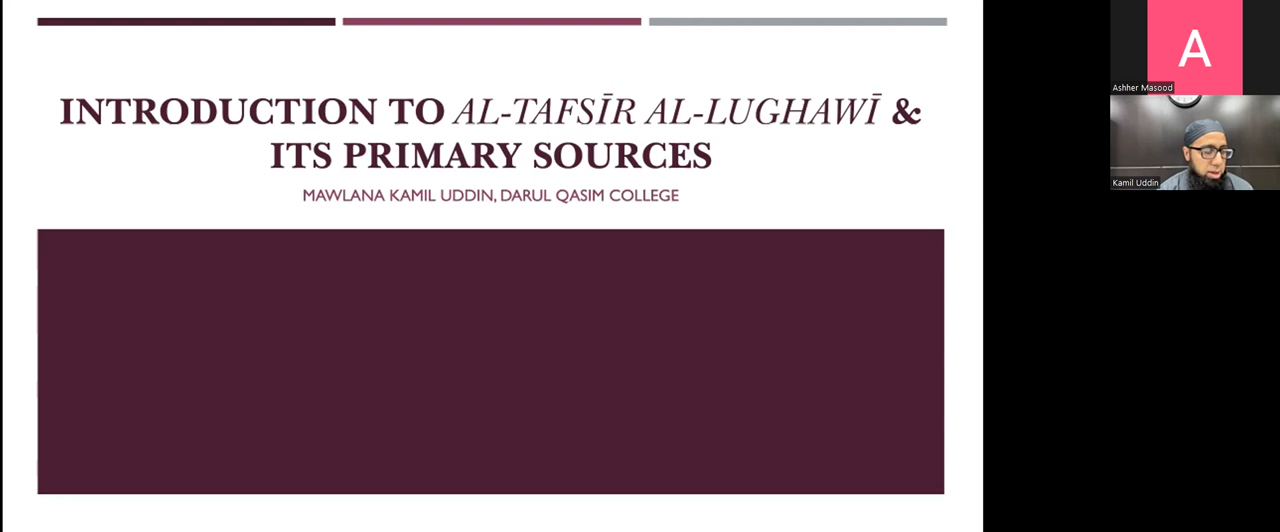 INTRODUCTION TO AL-TAFSĪR AL-LUGHAWĪ &
ITS PRIMARY SOURCES
MAWLANA KAMIL UDDIN, DARUL QASIM COLLEGE
A
Ashher Masood
Kamil Uddin